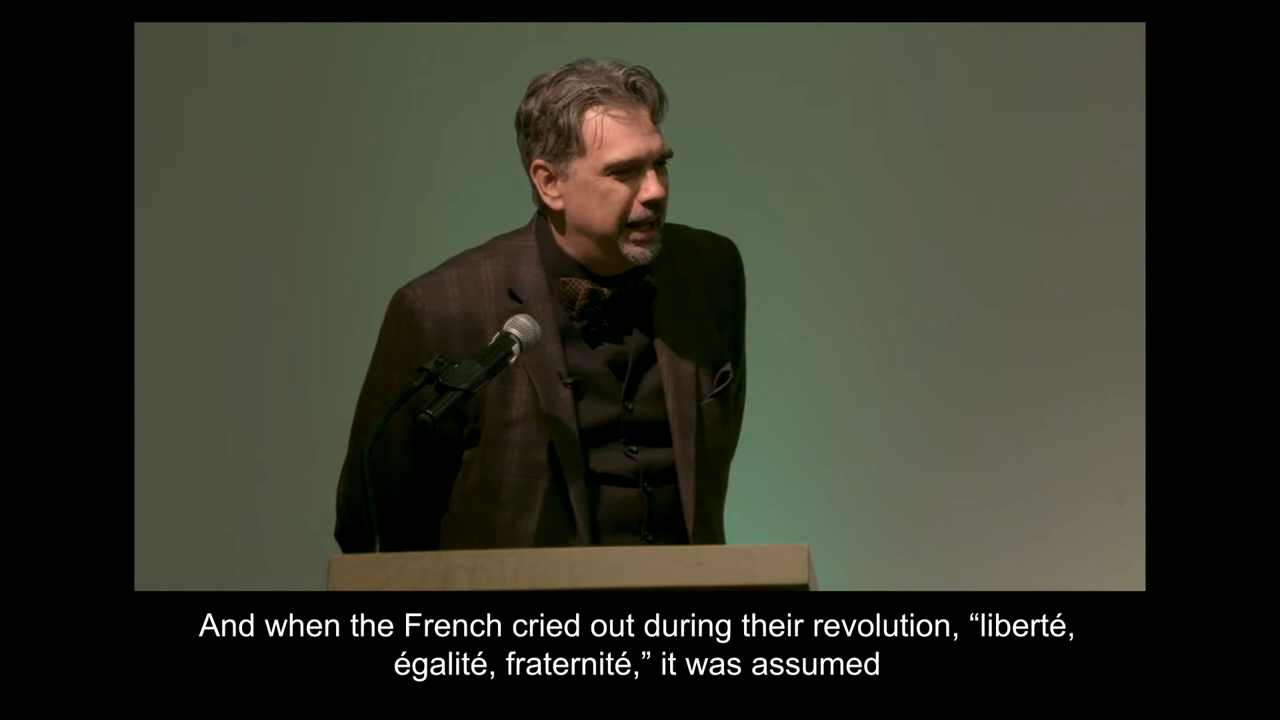 And when the French cried out during their revolution, “liberté,
égalité, fraternité,” it was assumed